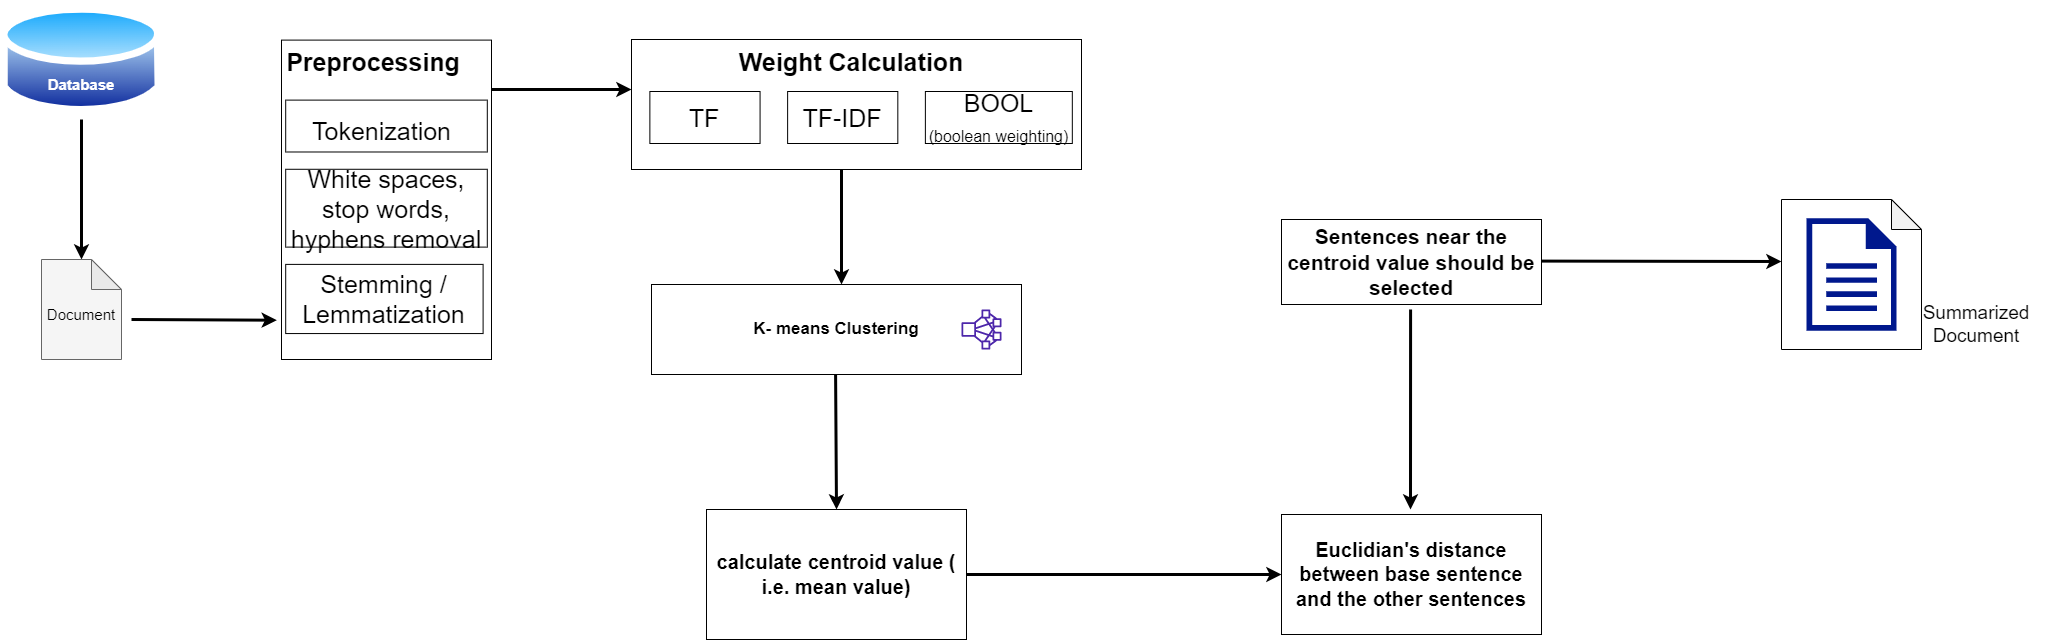 Database
Document
Preprocessing
Tokenization
White spaces,
stop words,
hyphens removal
Stemming /
Lemmatization
Weight Calculation
TF
TF-IDF
BOOL
(boolean weighting)
K- means Clustering
calculate centroid value (
i.e. mean value)
Euclidian's distance
between base sentence
and the other sentences
Sentences near the
centroid value should be
selected
Summarized
Document